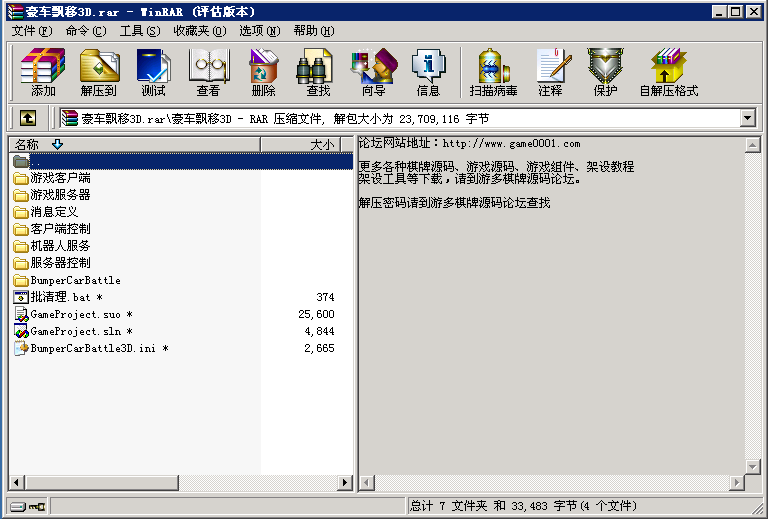 豪车飘移3D.rar - WinRAR (评估版本)
文件(F) 命令(C) 工具(S) 收藏夹(O) 选项(N) 帮助(H)
添加 解压到 测试 查看 删除 查找 向导 信息 扫描病毒 注释 保护 自解压格式
豪车飘移3D.rar\豪车飘移3D - RAR 压缩文件, 解包大小为 23,709,116 字节
名称 大小
..
游戏客户端
游戏服务器
消息定义
客户端控制
机器人服务
服务器控制
BumperCarBattle
批清理.bat * 374
GameProject.suo * 25,600
GameProject.sln * 4,844
BumperCarBattle3D.ini * 2,665
论坛网站地址：http://www.game0001.com
更多各种棋牌源码、游戏源码、游戏组件、架设教程
架设工具等下载，请到游多棋牌源码论坛。
解压密码请到游多棋牌源码论坛查找
总计 7 文件夹 和 33,483 字节(4 个文件)